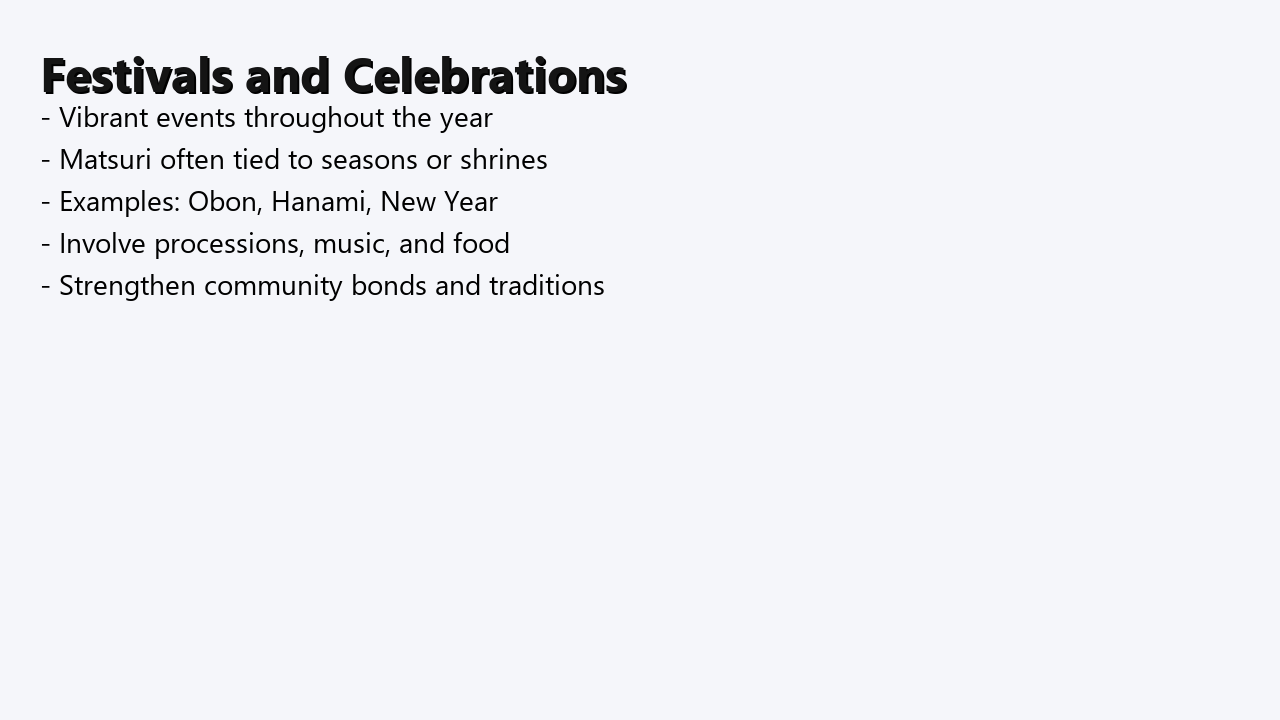 Festivals and Celebrations
- Vibrant events throughout the year
- Matsuri often tied to seasons or shrines
- Examples: Obon, Hanami, New Year
- Involve processions, music, and food
- Strengthen community bonds and traditions